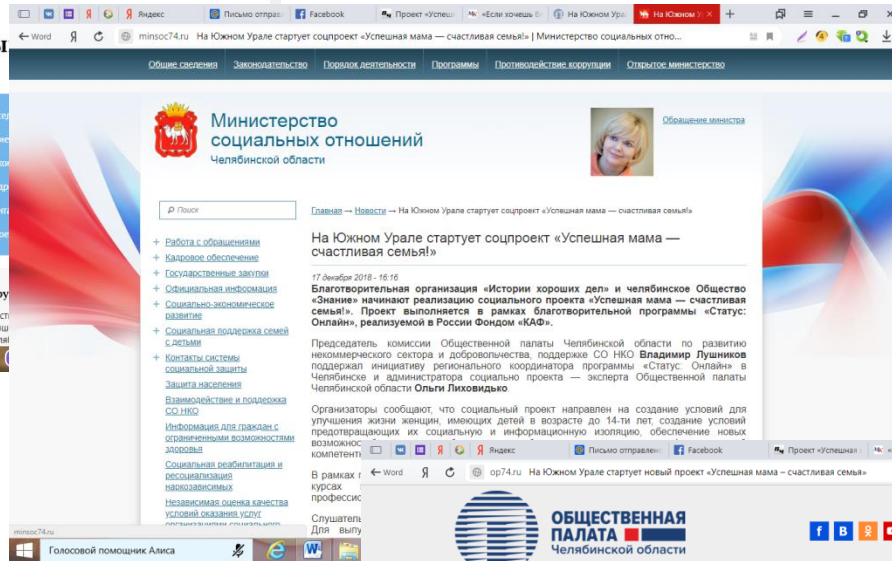 Яндекс
Письмо отправ
Facebook
Проект «Успеш
«Если хочешь
На Южном Ура
На Южном У
Word
minsoc74.ru На Южном Урале стартует соцпроект «Успешная мама — счастливая семья!» | Министерство социальных отно...
Общие сведения Законодательство Порядок деятельности Программы Противодействие коррупции Открытое министерство
Министерство
социальных отношений
Челябинской области
Обращение министра
Поиск
Главная → Новости → На Южном Урале стартует соцпроект «Успешная мама — счастливая семья!»
На Южном Урале стартует соцпроект «Успешная мама —
счастливая семья!»
17 декабря 2018 - 16:16
Благотворительная организация «Истории хороших дел» и челябинское Общество
«Знание» начинают реализацию социального проекта «Успешная мама — счастливая
семья!». Проект выполняется в рамках благотворительной программы «Статус:
Онлайн», реализуемой в России Фондом «КАФ».
Председатель комиссии Общественной палаты Челябинской области по развитию
некоммерческого сектора и добровольчества, поддержке СО НКО Владимир Лушников
поддержал инициативу регионального координатора программы «Статус: Онлайн» в
Челябинске и администратора социально проекта — эксперта Общественной палаты
Челябинской области Ольги Лиховидько.
Организаторы сообщают, что социальный проект направлен на создание условий для
улучшения жизни женщин, имеющих детей в возрасте до 14-ти лет, создание условий
предотвращающих их социальную и информационную изоляцию, обеспечение новых
возможнос
компетентн
В рамках п
курсах
профессио
Слушатель
Для выпу
+ Работа с обращениями
+ Кадровое обеспечение
+ Государственные закупки
+ Официальная информация
+ Социально-экономическое
развитие
+ Социальная поддержка семей
с детьми
+ Контакты системы
социальной защиты
Защита населения
Взаимодействие и поддержка
СО НКО
Информация для граждан с
ограниченными возможностями
здоровья
Социальная реабилитация и
ресоциализация
наркозависимых
Независимая оценка качества
условий оказания услуг
организациями социального
minsoc74.ru
Голосовой помощник Алиса
Яндекс
Письмо отправлен
Facebook
Проект «Успешная
Word
op74.ru На Южном Урале стартует новый проект «Успешная мама – счастливая семья»
ОБЩЕСТВЕННАЯ
ПАЛАТА
Челябинской области